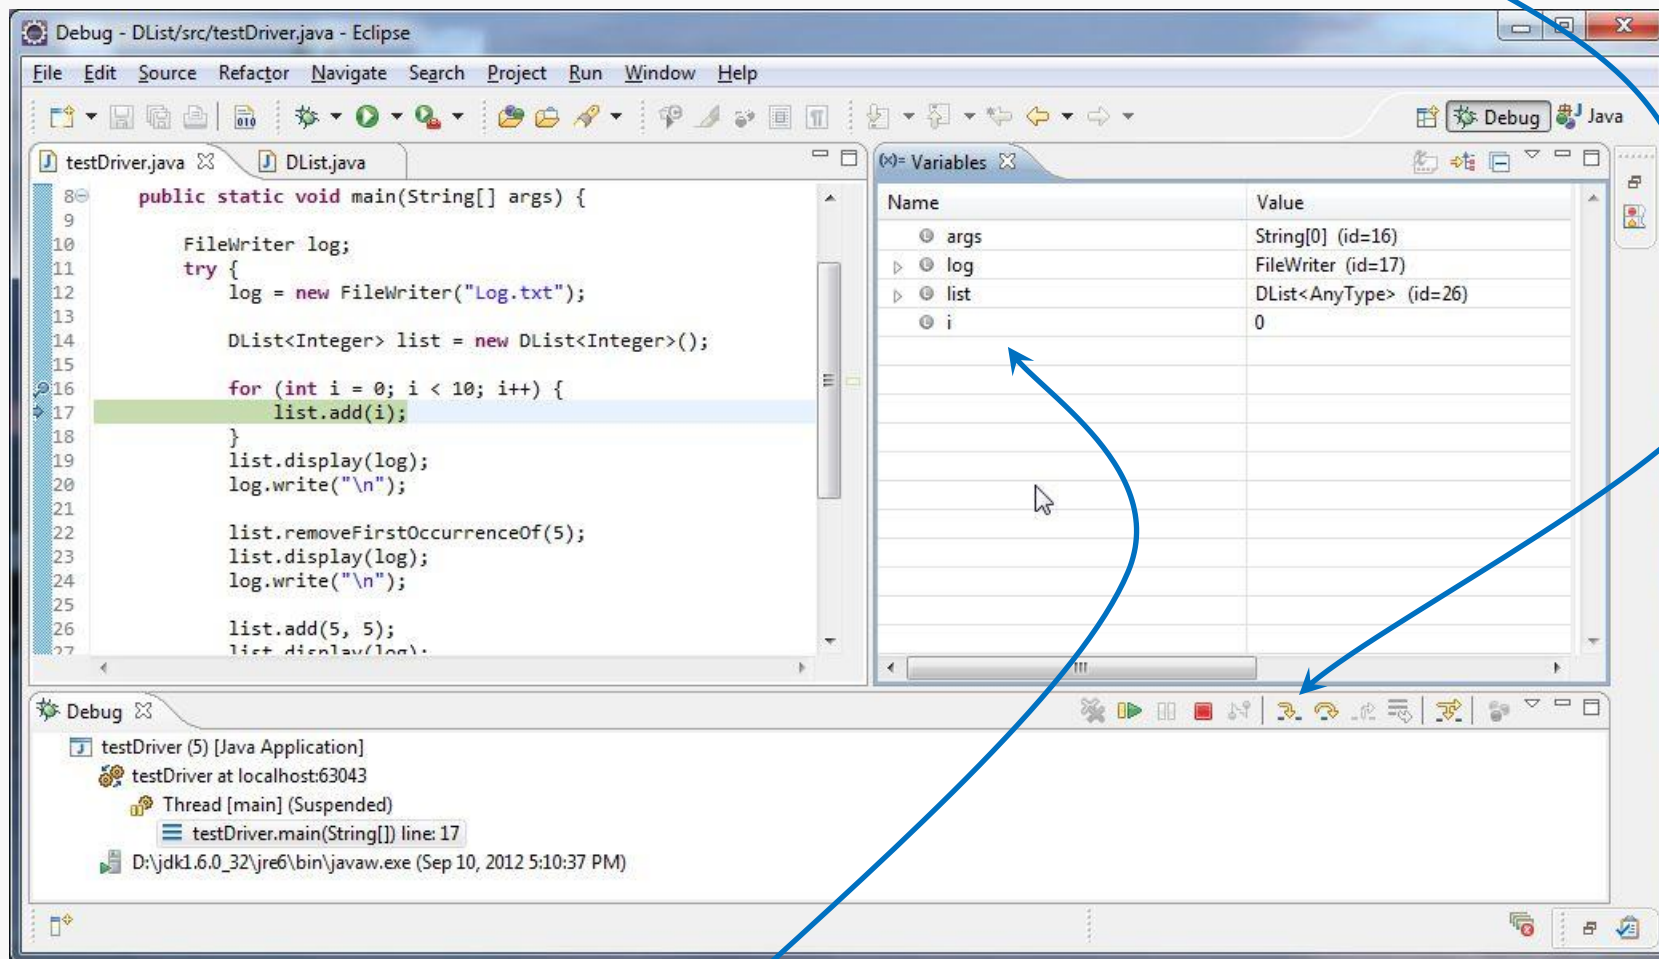 Debug - DList/src/testDriver.java - Eclipse
File Edit Source Refactor Navigate Search Project Run Window Help
010
Debug Java
testDriver.java DList.java
8 public static void main(String[] args) {
9
10 FileWriter log;
11 try {
12 log = new FileWriter("Log.txt");
13
14 DList<Integer> list = new DList<Integer>();
15
16 for (int i = 0; i < 10; i++) {
17 list.add(i);
18 }
19 list.display(log);
20 log.write("\n");
21
22 list.removeFirstOccurrenceOf(5);
23 list.display(log);
24 log.write("\n");
25
26 list.add(5, 5);
27 list.display(log);
(x)= Variables
Name Value
args String[0] (id=16)
log FileWriter (id=17)
list DList<AnyType> (id=26)
i 0
Debug
testDriver (5) [Java Application]
testDriver at localhost:63043
Thread [main] (Suspended)
testDriver.main(String[]) line: 17
D:\jdk1.6.0_32\jre6\bin\javaw.exe (Sep 10, 2012 5:10:37 PM)